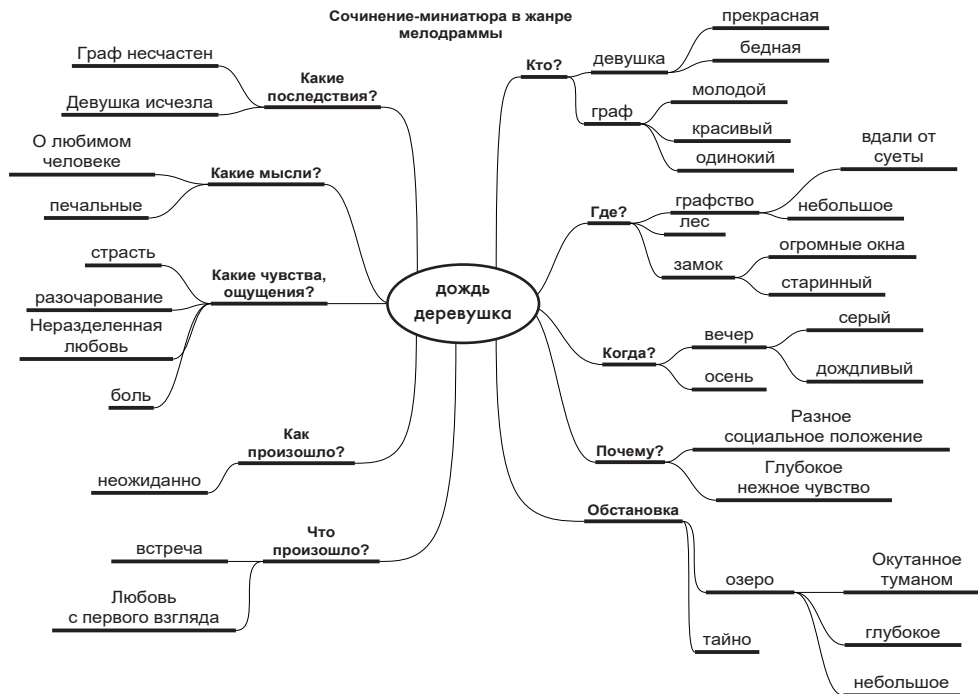 Сочинение-миниатюра в жанре
мелодраммы
дождь
деревушка
Кто?
девушка
прекрасная
бедная
граф
молодой
красивый
одинокий
Где?
графство
вдали от
суеты
небольшое
лес
замок
огромные окна
старинный
Когда?
вечер
серый
дождливый
осень
Почему?
Разное
социальное положение
Глубокое
нежное чувство
Обстановка
озеро
Окутанное
туманом
глубокое
небольшое
тайно
Какие
последствия?
Граф несчастен
Девушка исчезла
Какие мысли?
О любимом
человеке
печальные
Какие чувства,
ощущения?
страсть
разочарование
Неразделенная
любовь
боль
Как
произошло?
неожиданно
Что
произошло?
встреча
Любовь
с первого взгляда